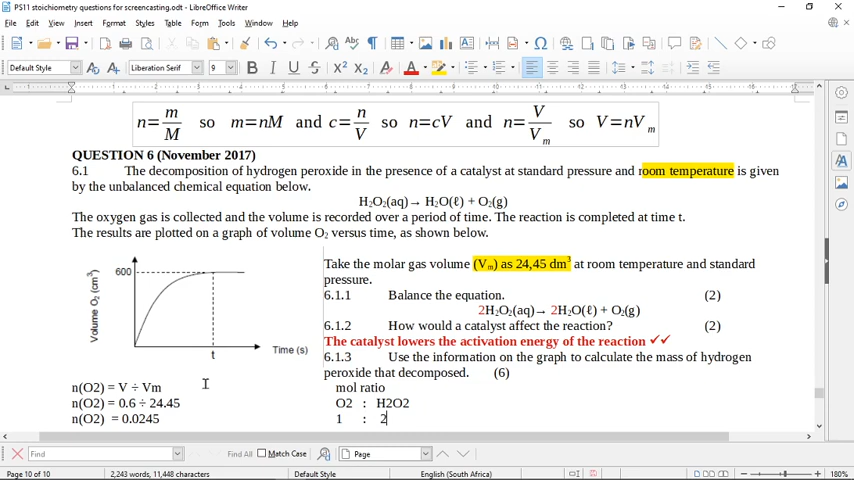 PS11 stoichiometry questions for screencasting.odt - LibreOffice Writer
File Edit View Insert Format Styles Table Form Tools Window Help
Default Style Liberation Serif 9
n=m/M so m=nM and c=n/V so n=cV and n=V/Vm so V=nVm
QUESTION 6 (November 2017)
6.1 The decomposition of hydrogen peroxide in the presence of a catalyst at standard pressure and room temperature is given
by the unbalanced chemical equation below.
H₂O₂(aq)→ H₂O(ℓ) + O₂(g)
The oxygen gas is collected and the volume is recorded over a period of time. The reaction is completed at time t.
The results are plotted on a graph of volume O₂ versus time, as shown below.
600
Volume O₂ (cm³)
t
Time (s)
n(O2) = V ÷ Vm
n(O2) = 0.6 ÷ 24.45
n(O2) = 0.0245
Take the molar gas volume (Vₘ) as 24,45 dm³ at room temperature and standard
pressure.
6.1.1 Balance the equation. (2)
2H₂O₂(aq)→ 2H₂O(ℓ) + O₂(g)
6.1.2 How would a catalyst affect the reaction? (2)
The catalyst lowers the activation energy of the reaction ✓✓
6.1.3 Use the information on the graph to calculate the mass of hydrogen
peroxide that decomposed. (6)
mol ratio
O2 : H2O2
1 : 2
Find Find All Match Case Page
Page 10 of 10 2,243 words, 11,448 characters Default Style English (South Africa) 180%